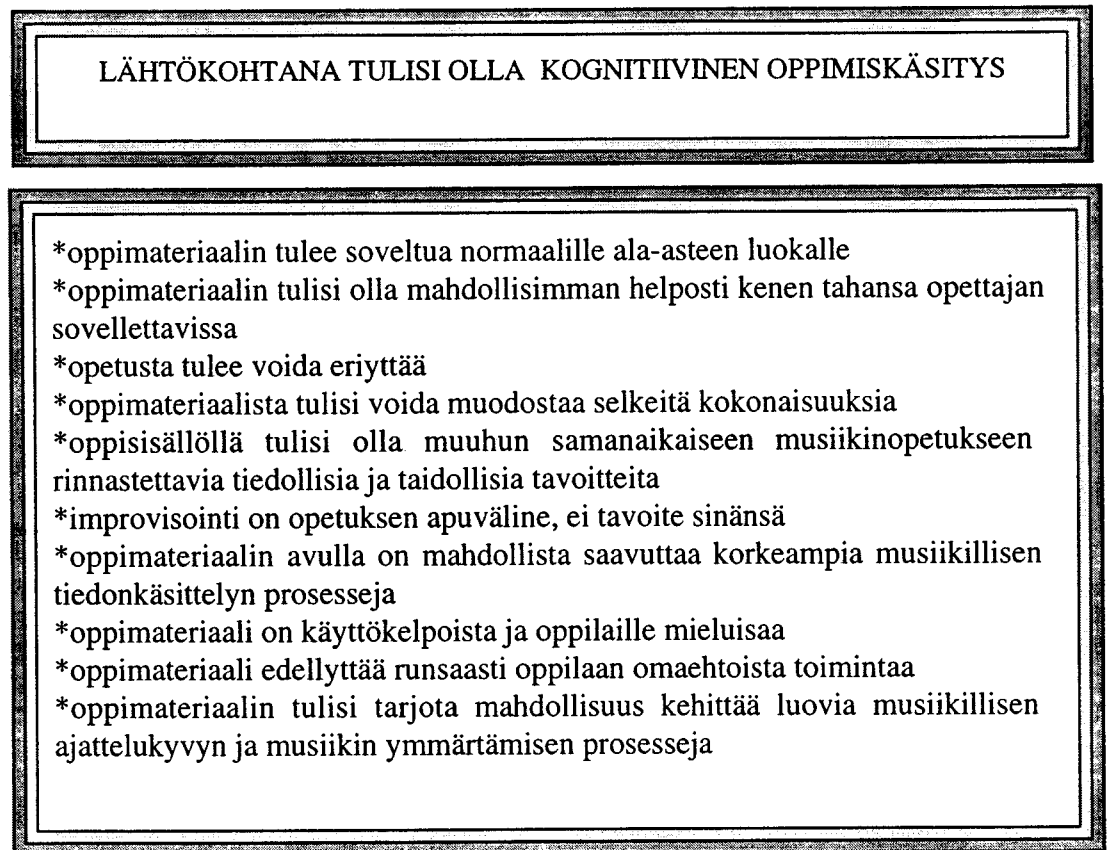 LÄHTÖKOHTANA TULISI OLLA KOGNITIIVINEN OPPIMISKÄSITYS
*oppimateriaalin tulee soveltua normaalille ala-asteen luokalle
*oppimateriaalin tulisi olla mahdollisimman helposti kenen tahansa opettajan
sovellettavissa
*opetusta tulee voida eriyttää
*oppimateriaalista tulisi voida muodostaa selkeitä kokonaisuuksia
*oppisisällöllä tulisi olla muuhun samanaikaiseen musiikinopetukseen
rinnastettavia tiedollisia ja taidollisia tavoitteita
*improvisointi on opetuksen apuväline, ei tavoite sinänsä
*oppimateriaalin avulla on mahdollista saavuttaa korkeampia musiikillisen
tiedonkäsittelyn prosesseja
*oppimateriaali on käyttökelpoista ja oppilaille mieluisaa
*oppimateriaali edellyttää runsaasti oppilaan omaehtoista toimintaa
*oppimateriaalin tulisi tarjota mahdollisuus kehittää luovia musiikillisen
ajattelukyvyn ja musiikin ymmärtämisen prosesseja